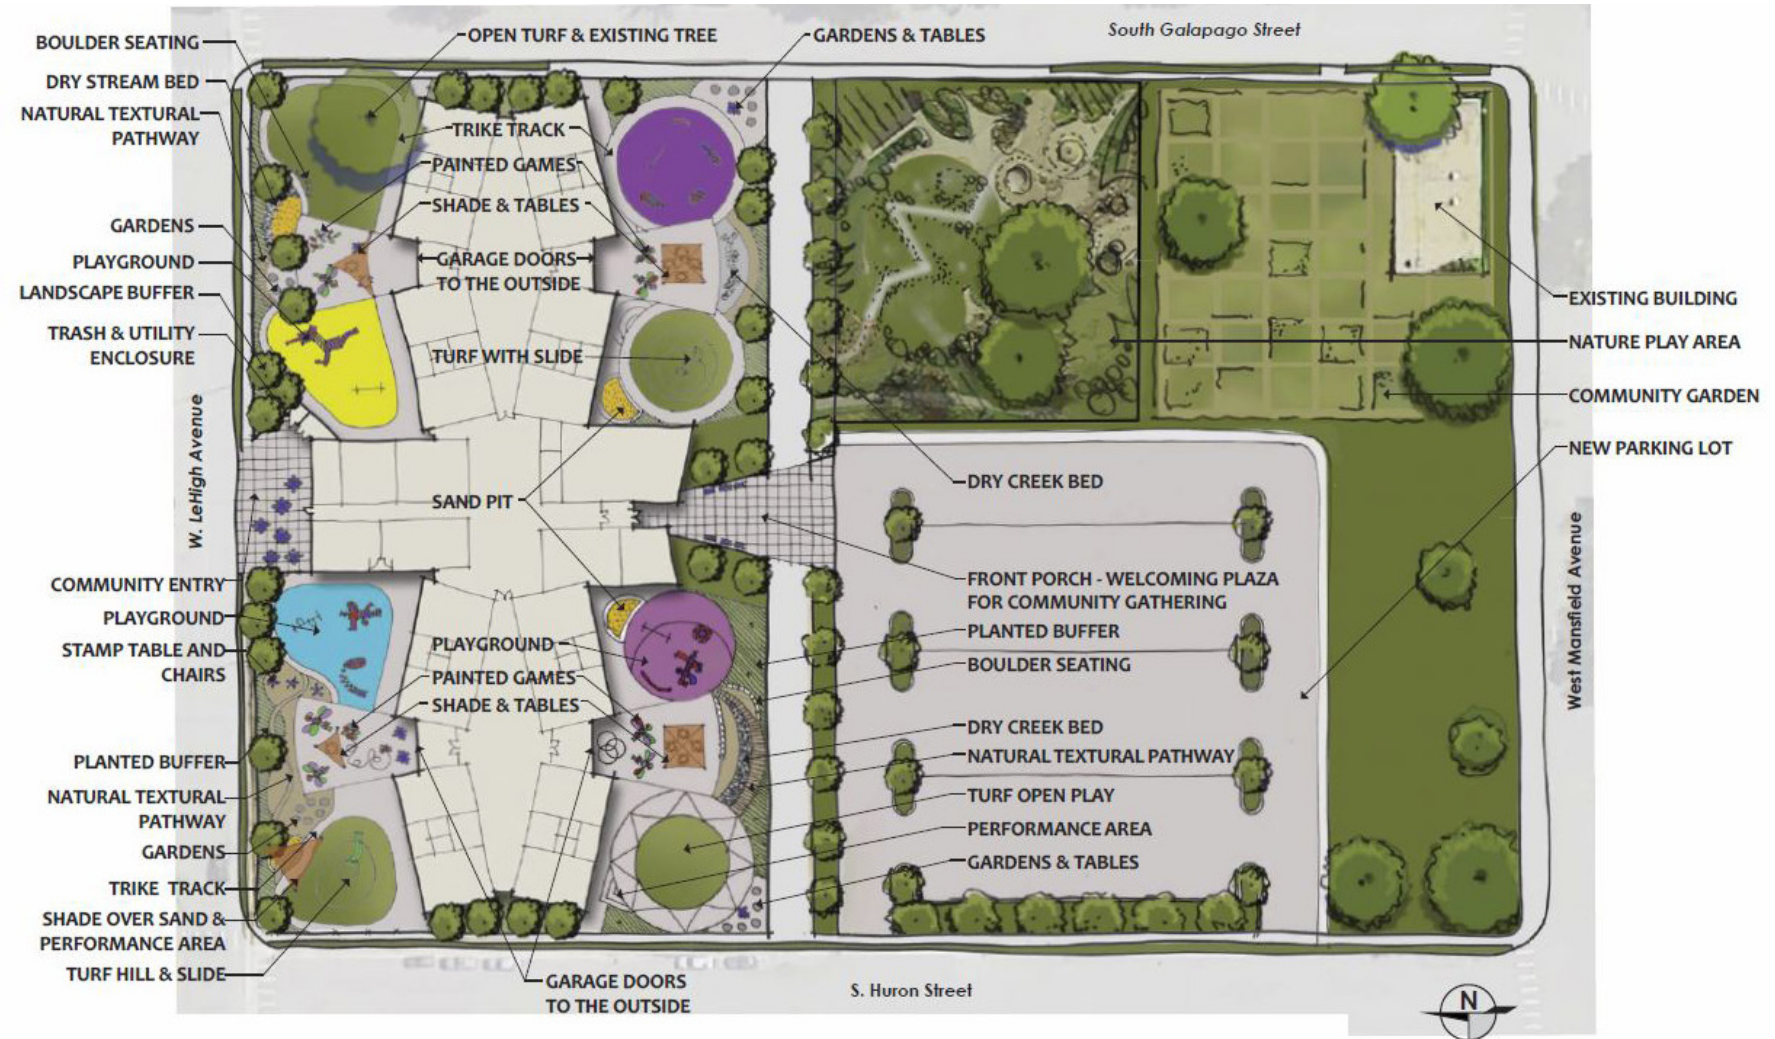 South Galapago Street
BOULDER SEATING
DRY STREAM BED
NATURAL TEXTURAL
PATHWAY
GARDENS
PLAYGROUND
LANDSCAPE BUFFER
TRASH & UTILITY
ENCLOSURE
W. LeHigh Avenue
COMMUNITY ENTRY
PLAYGROUND
STAMP TABLE AND
CHAIRS
PLANTED BUFFER
NATURAL TEXTURAL
PATHWAY
GARDENS
TRIKE TRACK
SHADE OVER SAND &
PERFORMANCE AREA
TURF HILL & SLIDE
OPEN TURF & EXISTING TREE
TRIKE TRACK
PAINTED GAMES
SHADE & TABLES
GARAGE DOORS
TO THE OUTSIDE
TURF WITH SLIDE
SAND PIT
PLAYGROUND
PAINTED GAMES
SHADE & TABLES
GARAGE DOORS
TO THE OUTSIDE
GARDENS & TABLES
DRY CREEK BED
FRONT PORCH - WELCOMING PLAZA
FOR COMMUNITY GATHERING
PLANTED BUFFER
BOULDER SEATING
DRY CREEK BED
NATURAL TEXTURAL PATHWAY
TURF OPEN PLAY
PERFORMANCE AREA
GARDENS & TABLES
EXISTING BUILDING
NATURE PLAY AREA
COMMUNITY GARDEN
NEW PARKING LOT
West Mansfield Avenue
S. Huron Street
N